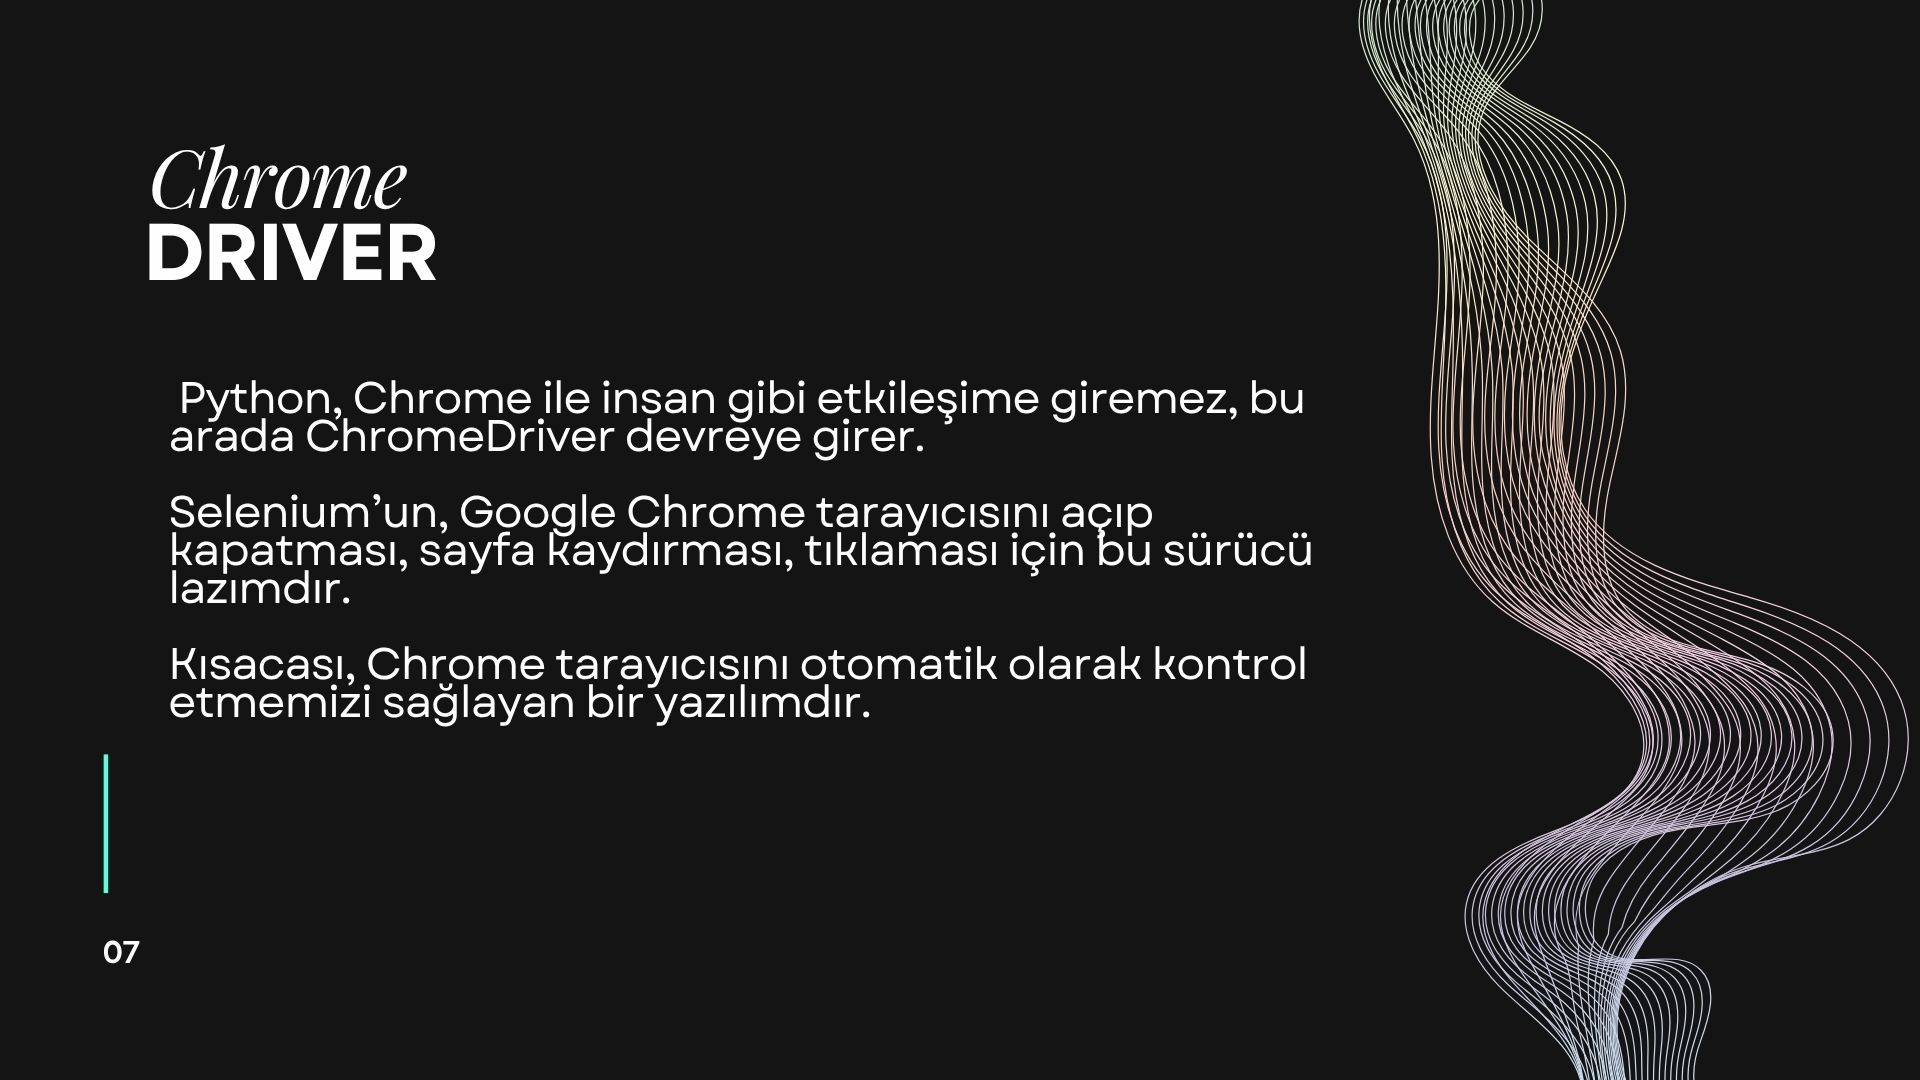 Chrome
DRIVER
Python, Chrome ile insan gibi etkileşime giremez, bu
arada ChromeDriver devreye girer.
Selenium’un, Google Chrome tarayıcısını açıp
kapatması, sayfa kaydırması, tıklaması için bu sürücü
lazımdır.
Kısacası, Chrome tarayıcısını otomatik olarak kontrol
etmemizi sağlayan bir yazılımdır.
07